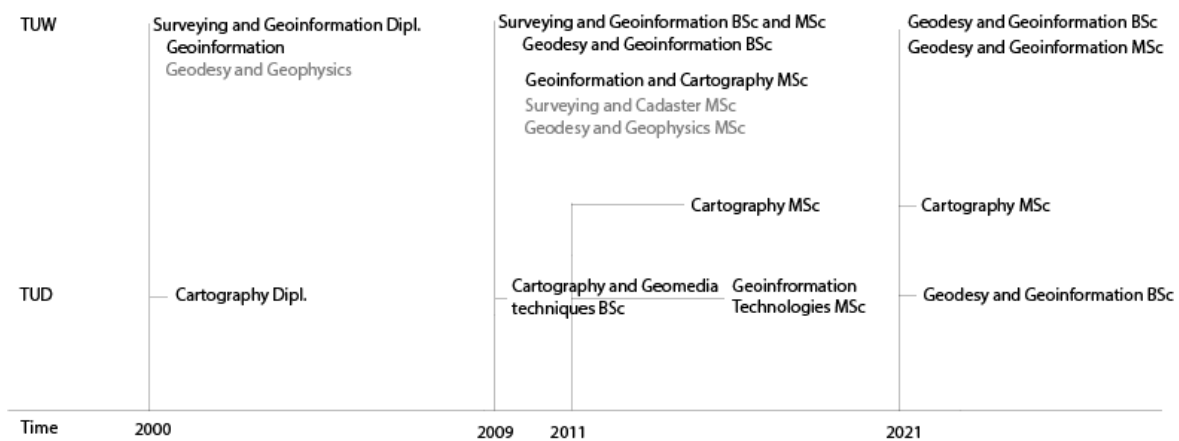 TUW
Surveying and Geoinformation Dipl.
Geoinformation
Geodesy and Geophysics
Surveying and Geoinformation BSc and MSc
Geodesy and Geoinformation BSc
Geoinformation and Cartography MSc
Surveying and Cadaster MSc
Geodesy and Geophysics MSc
Geodesy and Geoinformation BSc
Geodesy and Geoinformation MSc
Cartography MSc
Cartography MSc
TUD
Cartography Dipl.
Cartography and Geomedia
techniques BSc
Geoinfrormation
Technologies MSc
Geodesy and Geoinformation BSc
Time
2000
2009
2011
2021